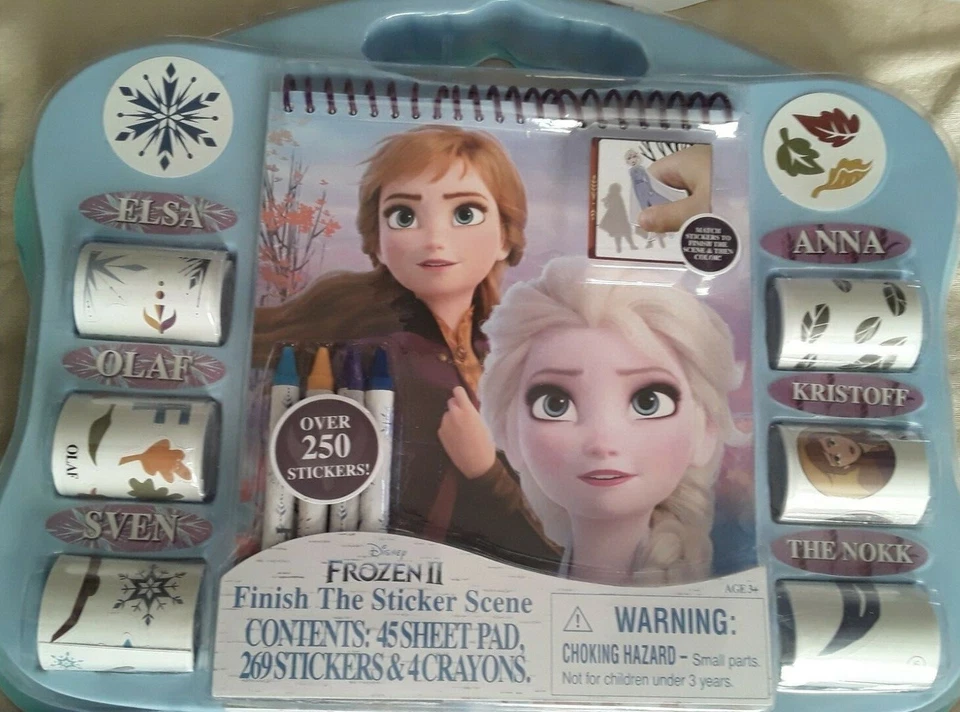 ELSA
ANNA
MATCH
STICKERS TO
FINISH THE
SCENE & THEN
COLOR!
OLAF
KRISTOFF
OVER
250
STICKERS!
OLAF
SVEN
THE NOKK
Disney
FROZEN II
Finish The Sticker Scene
CONTENTS: 45 SHEET PAD,
269 STICKERS & 4 CRAYONS.
AGE 3+
WARNING:
CHOKING HAZARD – Small parts.
Not for children under 3 years.